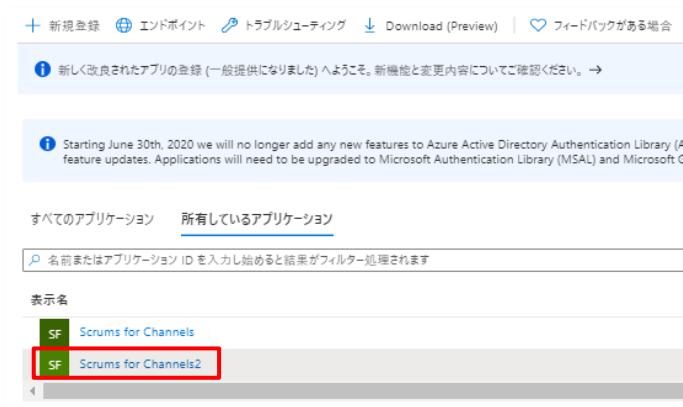 ＋ 新規登録 エンドポイント トラブルシューティング Download (Preview) フィードバックがある場合
新しく改良されたアプリの登録 (一般提供になりました) へようこそ。新機能と変更内容についてご確認ください。 →
Starting June 30th, 2020 we will no longer add any new features to Azure Active Directory Authentication Library (A
feature updates. Applications will need to be upgraded to Microsoft Authentication Library (MSAL) and Microsoft G
すべてのアプリケーション 所有しているアプリケーション
名前またはアプリケーション ID を入力し始めると結果がフィルター処理されます
表示名
SF Scrums for Channels
SF Scrums for Channels2